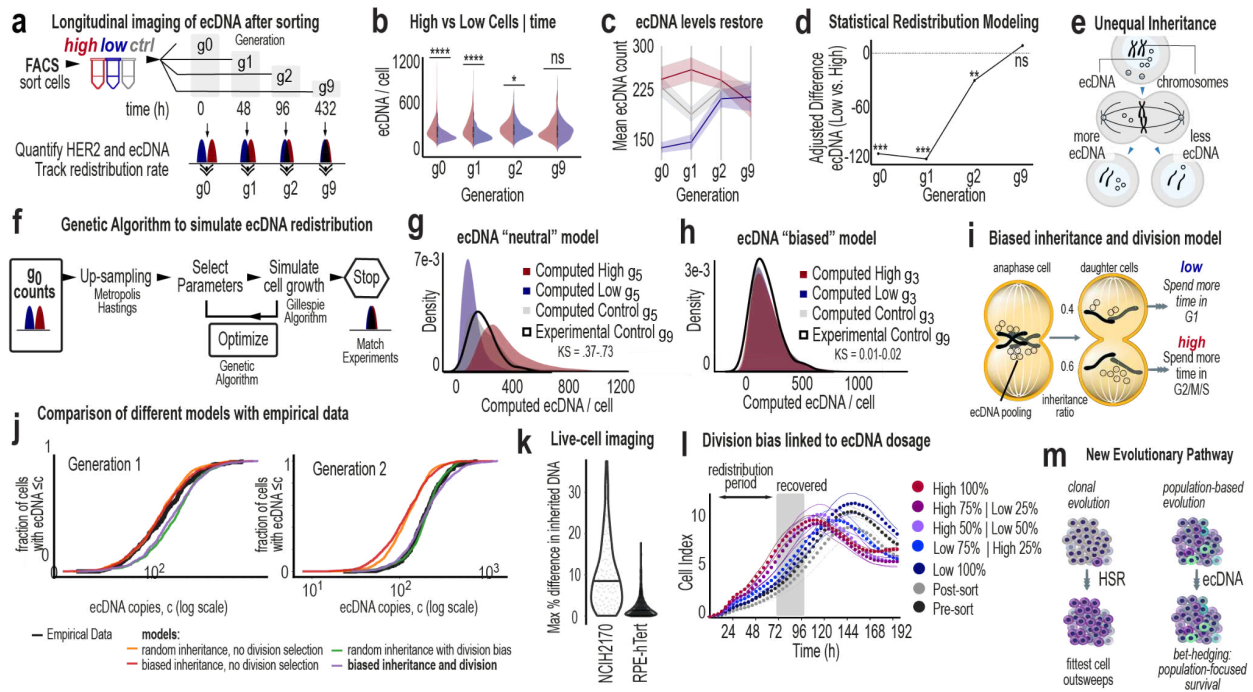 a Longitudinal imaging of ecDNA after sorting
high low ctrl
Generation
FACS
sort cells
g0
g1
g2
g9
time (h) 0 48 96 432
Quantify HER2 and ecDNA
Track redistribution rate
g0 g1 g2 g9
b High vs Low Cells | time
ecDNA / cell
1200
600
0
**** **** * ns
g0 g1 g2 g9
Generation
c ecDNA levels restore
Mean ecDNA count
300
225
150
g0 g1 g2 g9
Generation
d Statistical Redistribution Modeling
Adjusted Difference
ecDNA (Low vs. High)
0
-60
-120
*** *** ** ns
g0 g1 g2 g9
Generation
e Unequal Inheritance
ecDNA chromosomes
more
ecDNA
less
ecDNA
f Genetic Algorithm to simulate ecDNA redistribution
g0
counts
Up-sampling
Metropolis
Hastings
Select
Parameters
Simulate
cell growth
Gillespie
Algorithm
Optimize
Genetic
Algorithm
Stop
Match
Experiments
g ecDNA “neutral” model
7e-3
Density
0
Computed High g5
Computed Low g5
Computed Control g5
Experimental Control g9
KS = .37-.73
0 400 800 1200
Computed ecDNA / cell
h ecDNA “biased” model
3e-3
Density
0
Computed High g3
Computed Low g3
Computed Control g3
Experimental Control g9
KS = 0.01-0.02
0 500 1000
Computed ecDNA / cell
i Biased inheritance and division model
anaphase cell daughter cells
low
Spend more
time in
G1
0.4
high
Spend more
time in
G2/M/S
0.6
ecDNA pooling
inheritance
ratio
j Comparison of different models with empirical data
Generation 1
fraction of cells
with ecDNA ≤c
1
0
10²
ecDNA copies, c (log scale)
Generation 2
fraction of cells
with ecDNA ≤c
1
0
10¹ 10² 10³
ecDNA copies, c (log scale)
Empirical Data
models:
random inheritance, no division selection
biased inheritance, no division selection
random inheritance with division bias
biased inheritance and division
k Live-cell imaging
Max % difference in inherited DNA
30
20
10
0
NCIH2170
RPE-hTert
l Division bias linked to ecDNA dosage
redistribution
period
recovered
Cell Index
10
5
0
24 48 72 96 120 144 168 192
Time (h)
High 100%
High 75% | Low 25%
High 50% | Low 50%
Low 75% | High 25%
Low 100%
Post-sort
Pre-sort
m New Evolutionary Pathway
clonal
evolution
population-based
evolution
HSR
ecDNA
fittest cell
outsweeps
bet-hedging:
population-focused
survival